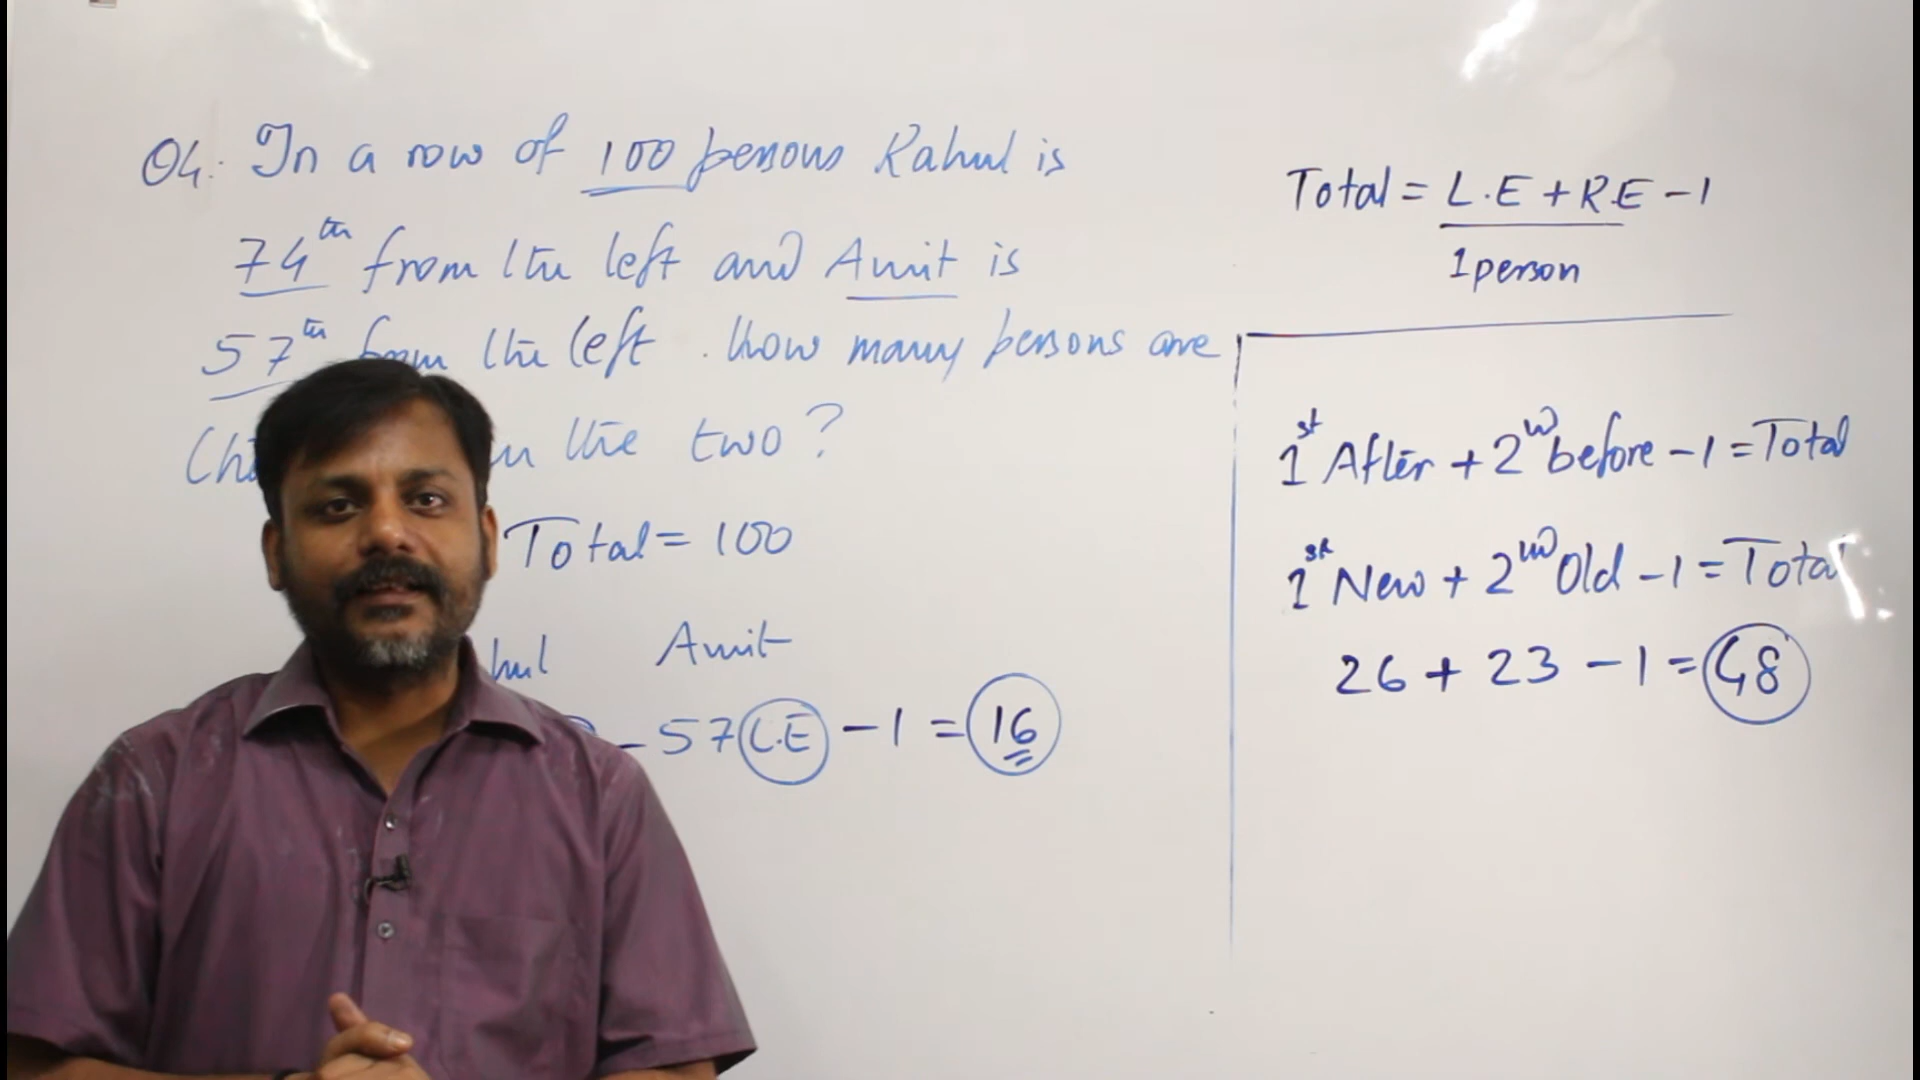 Q4. In a row of 100 persons Rahul is
74th from the left and Amit is
57th from the left. How many persons are
the two?
Total = 100
Amit
- 57 L.E - 1 = 16
Total = L.E + R.E - 1
1 person
1st After + 2nd before - 1 = Total
1st New + 2nd Old - 1 = Total
26 + 23 - 1 = 48